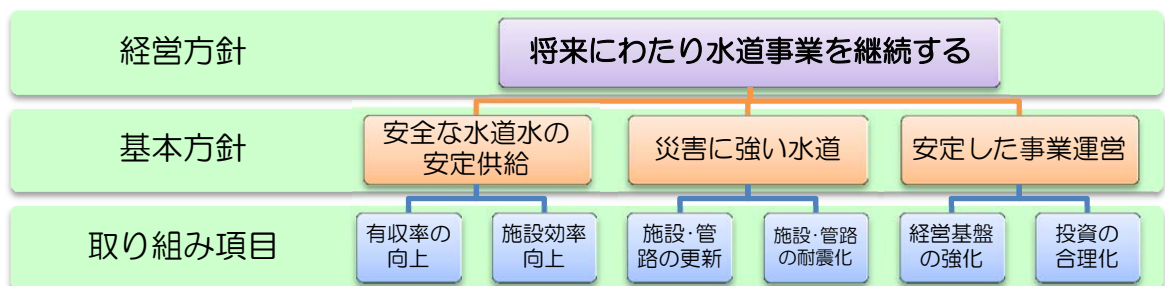 経営方針
将来にわたり水道事業を継続する
基本方針
安全な水道水の
安定供給
災害に強い水道
安定した事業運営
取り組み項目
有収率の
向上
施設効率
向上
施設・管
路の更新
施設・管路
の耐震化
経営基盤
の強化
投資の
合理化